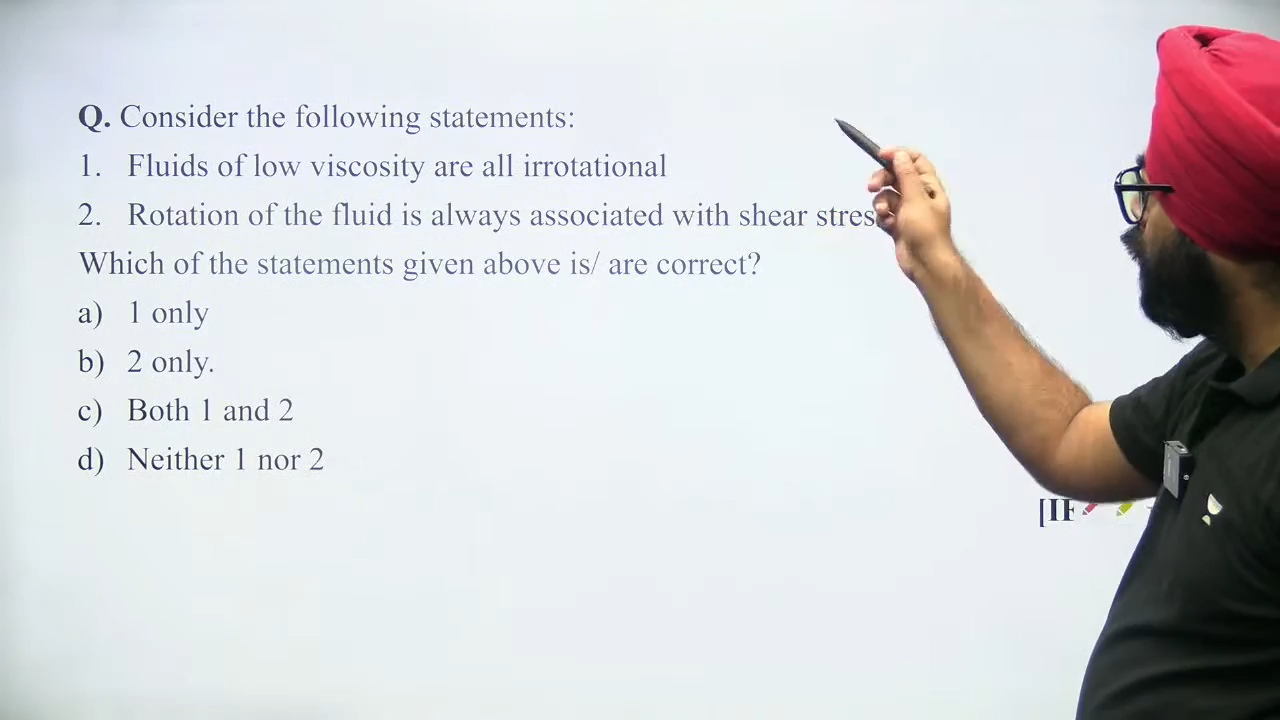 Q. Consider the following statements:
1. Fluids of low viscosity are all irrotational
2. Rotation of the fluid is always associated with shear
Which of the statements given above is/ are correct?
a) 1 only
b) 2 only.
c) Both 1 and 2
d) Neither 1 nor 2